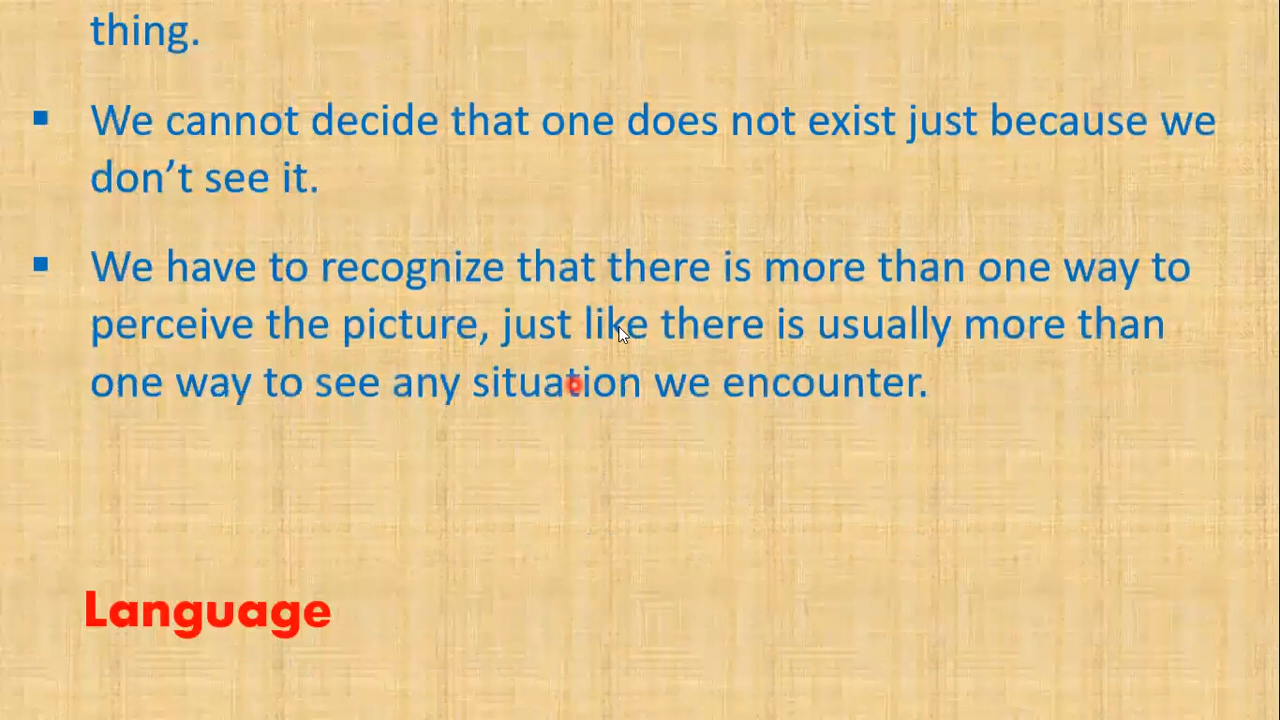 thing.
▪ We cannot decide that one does not exist just because we
don't see it.
▪ We have to recognize that there is more than one way to
perceive the picture, just like there is usually more than
one way to see any situation we encounter.
Language